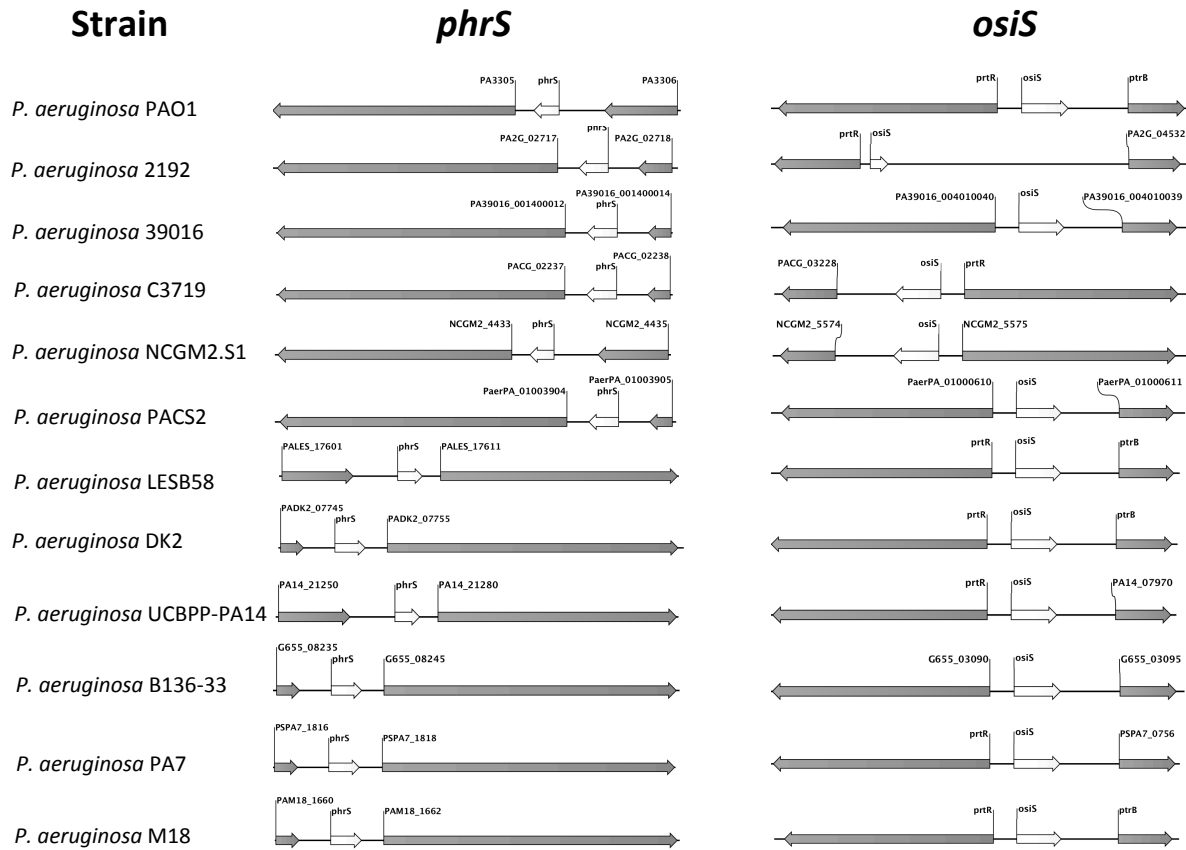 Strain phrS osiS
P. aeruginosa PAO1 PA3305 phrS PA3306 prtR osiS ptrB
P. aeruginosa 2192 PA2G_02717 phrS PA2G_02718 prtR osiS PA2G_04532
P. aeruginosa 39016 PA39016_001400012 phrS PA39016_001400014 PA39016_004010040 osiS PA39016_004010039
P. aeruginosa C3719 PACG_02237 phrS PACG_02238 PACG_03228 osiS prtR
P. aeruginosa NCGM2.S1 NCGM2_4433 phrS NCGM2_4435 NCGM2_5574 osiS NCGM2_5575
P. aeruginosa PACS2 PaerPA_01003904 phrS PaerPA_01003905 PaerPA_01000610 osiS PaerPA_01000611
P. aeruginosa LESB58 PALES_17601 phrS PALES_17611 prtR osiS ptrB
P. aeruginosa DK2 PADK2_07745 phrS PADK2_07755 prtR osiS ptrB
P. aeruginosa UCBPP-PA14 PA14_21250 phrS PA14_21280 prtR osiS PA14_07970
P. aeruginosa B136-33 G655_08235 phrS G655_08245 G655_03090 osiS G655_03095
P. aeruginosa PA7 PSPA7_1816 phrS PSPA7_1818 prtR osiS PSPA7_0756
P. aeruginosa M18 PAM18_1660 phrS PAM18_1662 prtR osiS ptrB